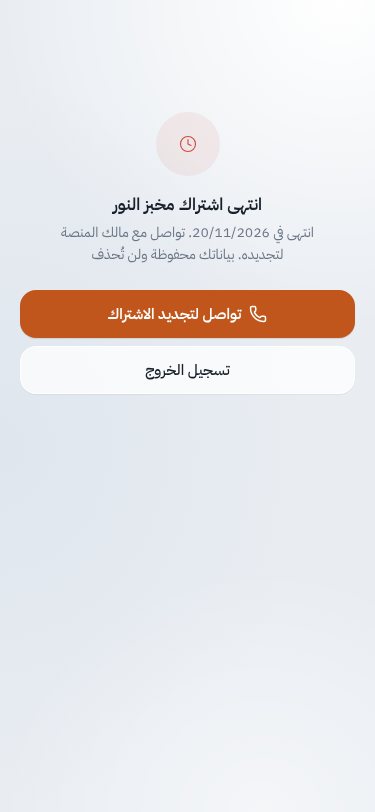 انتهى اشتراك مخبز النور
انتهى في 20/11/2026. تواصل مع مالك المنصة
لتجديده. بياناتك محفوظة ولن تُحذف
تواصل لتجديد الاشتراك
تسجيل الخروج